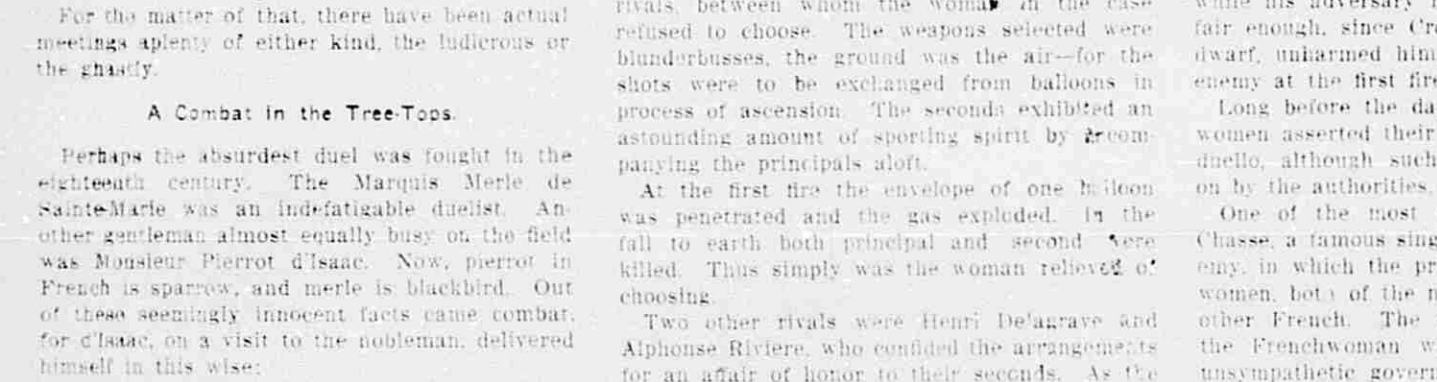 For the matter of that, there have been actual
meetings aplenty of either kind, the ludicrous or
the ghastly.
A Combat in the Tree-Tops.
Perhaps the absurdest duel was fought in the
eighteenth century. The Marquis Merle de
Sainte-Marie was an indefatigable duelist. An-
other gentleman almost equally busy on the field
was Monsieur Pierrot d'Isaac. Now, pierrot in
French is sparrow, and merle is blackbird. Out
of these seemingly innocent facts came combat,
for d'Isaac, on a visit to the nobleman, delivered
himself in this wise:
rivals, between whom the woman in the case
refused to choose. The weapons selected were
blunderbusses, the ground was the air—for the
shots were to be exchanged from balloons in
process of ascension. The seconds exhibited an
astounding amount of sporting spirit by accom-
panying the principals aloft.
At the first fire the envelope of one balloon
was penetrated and the gas exploded. In the
fall to earth both principal and second were
killed. Thus simply was the woman relieved of
choosing.
Two other rivals were Henri Delagrave and
Alphonse Riviere, who confided the arrangements
for an affair of honor to their seconds. As the
while his adversary
fair enough, since
dwarf, unharmed
enemy at the first
Long before the
women asserted their
duello, although such
on by the authorities.
One of the most
Chasse, a famous
in which the
women, both of the
other French. The
the Frenchwoman
unsympathetic